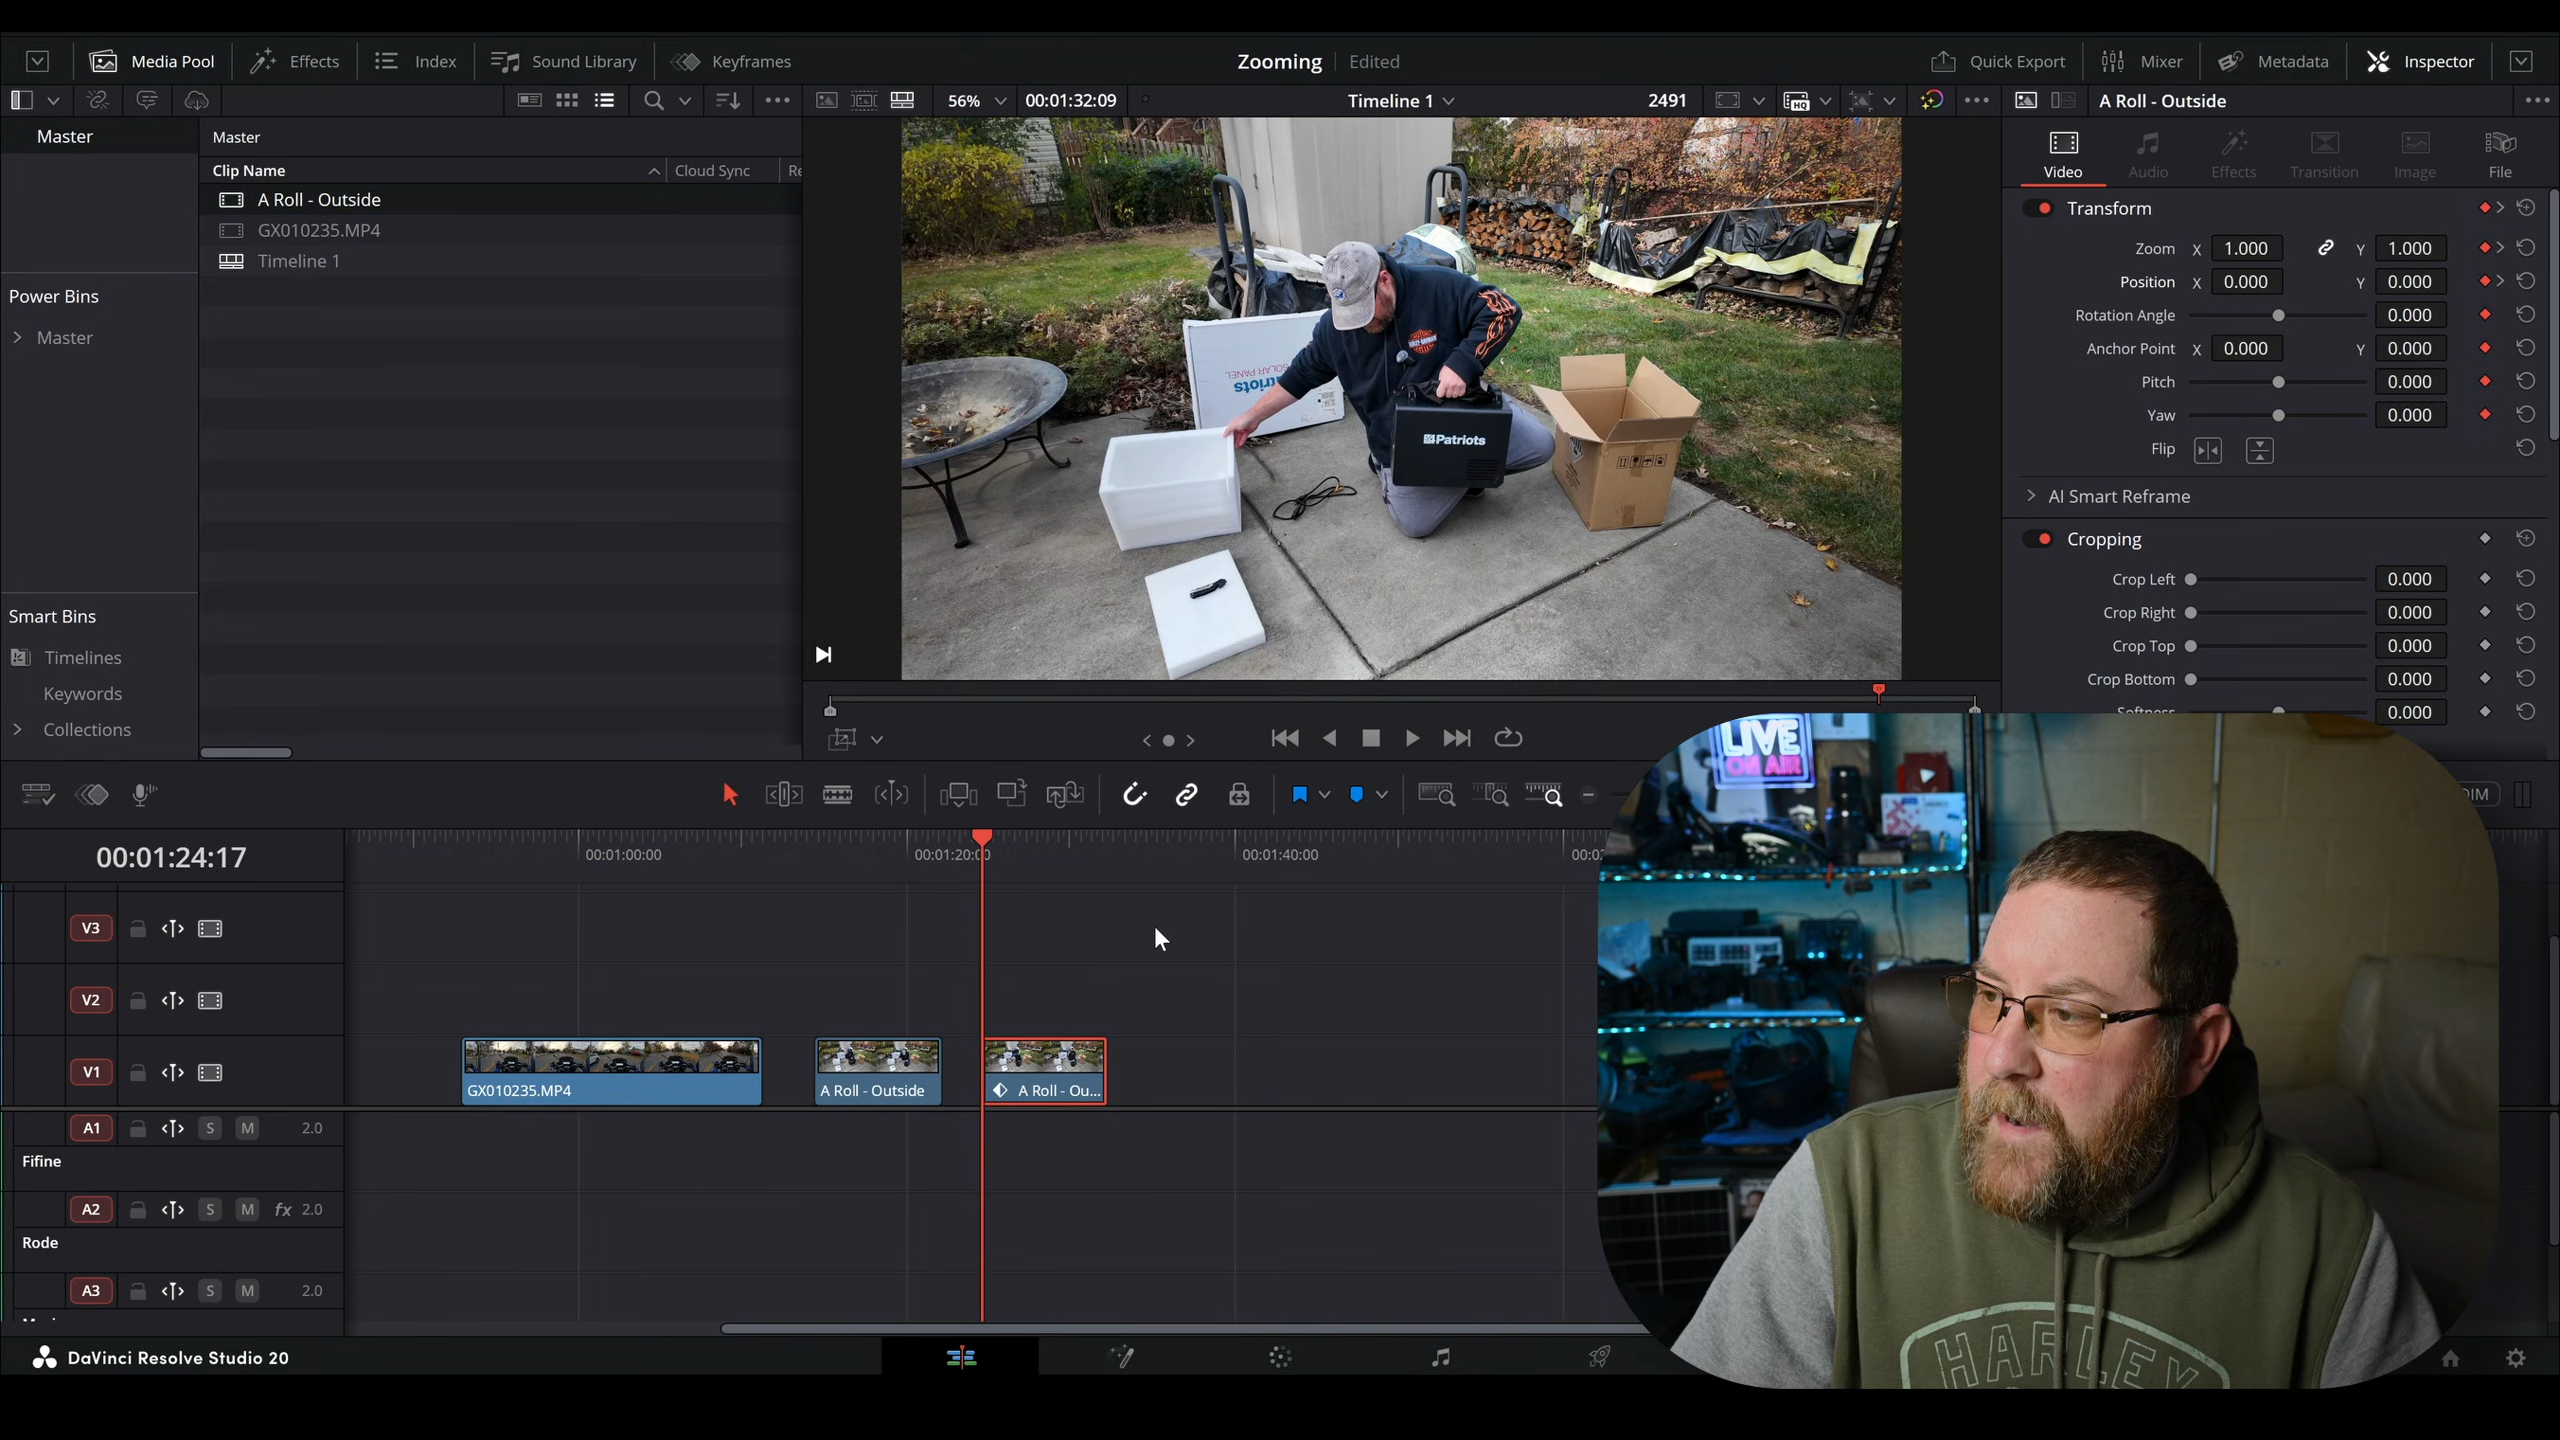 Media Pool
Effects
Index
Sound Library
Keyframes
Zooming
Edited
Quick Export
Mixer
Metadata
Inspector
56%
00:01:32:09
Timeline 1
2491
A Roll - Outside
Master
Master
Clip Name
Cloud Sync
Re
A Roll - Outside
GX010235.MP4
Timeline 1
Power Bins
Master
Smart Bins
Timelines
Keywords
Collections
SOLAR PANEL
Patriots
Video
Audio
Effects
Transition
Image
File
Transform
Zoom X 1.000 Y 1.000
Position X 0.000 Y 0.000
Rotation Angle 0.000
Anchor Point X 0.000 Y 0.000
Pitch 0.000
Yaw 0.000
Flip
AI Smart Reframe
Cropping
Crop Left 0.000
Crop Right 0.000
Crop Top 0.000
Crop Bottom 0.000
Softness 0.000
LIVE
ON AIR
DIM
00:01:24:17
00:01:00:00
00:01:20:00
00:01:40:00
V3
V2
V1
GX010235.MP4
A Roll - Outside
A Roll - Ou...
A1 S M 2.0
Fifine
A2 S M fx 2.0
Rode
A3 S M 2.0
DaVinci Resolve Studio 20
HARLEY